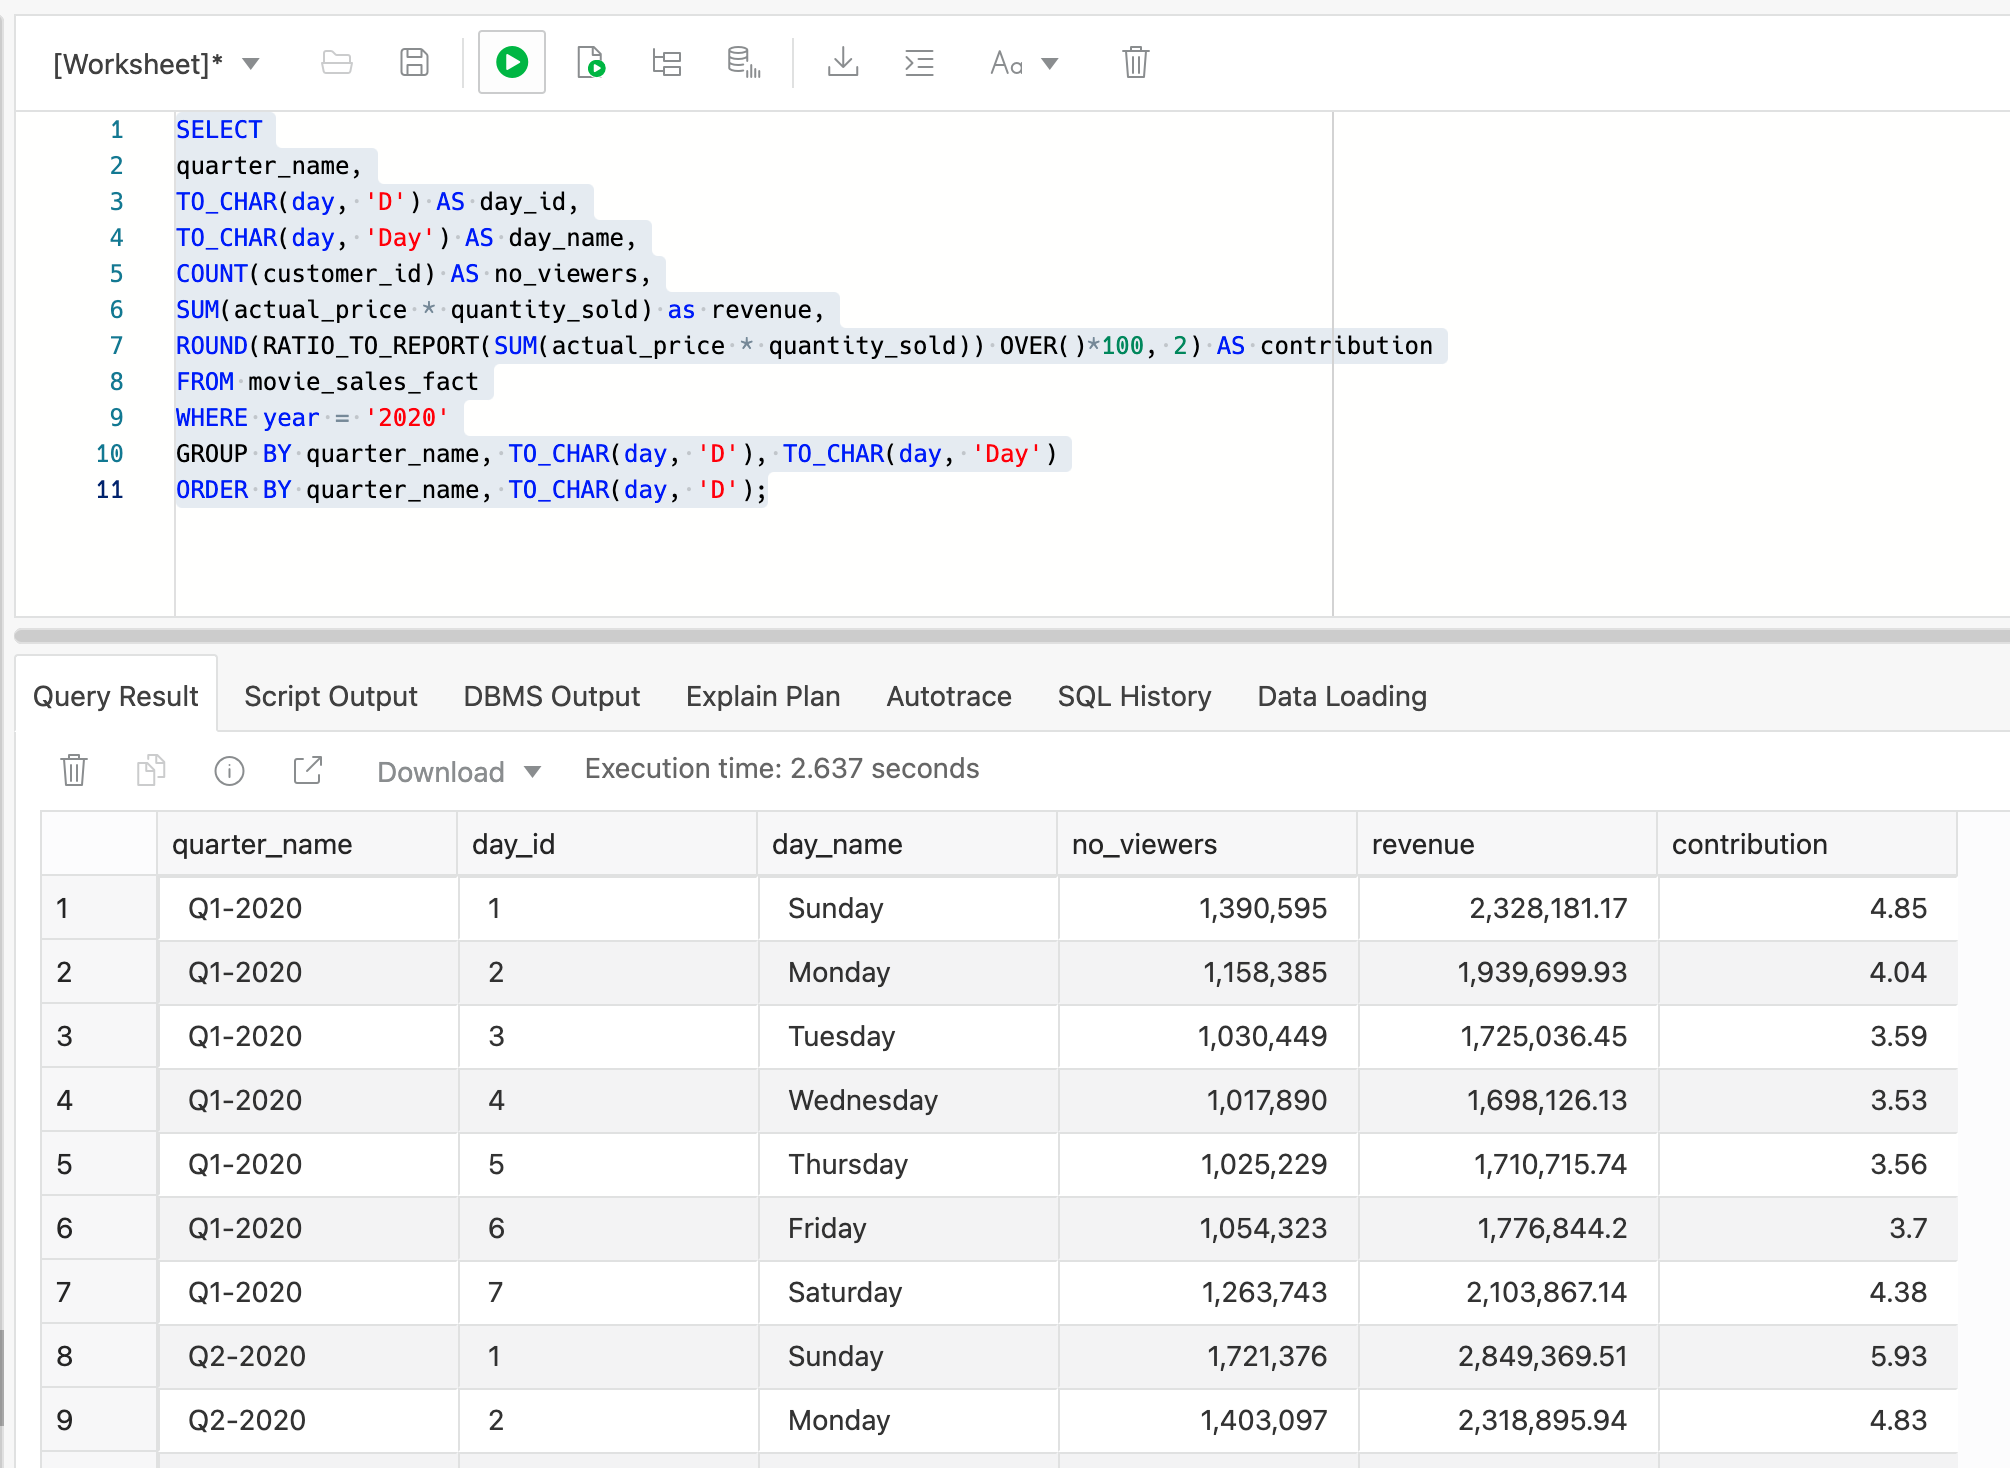 [Worksheet]*
Aa
1 SELECT
2 quarter_name,
3 TO_CHAR(day, 'D') AS day_id,
4 TO_CHAR(day, 'Day') AS day_name,
5 COUNT(customer_id) AS no_viewers,
6 SUM(actual_price * quantity_sold) as revenue,
7 ROUND(RATIO_TO_REPORT(SUM(actual_price * quantity_sold)) OVER()*100, 2) AS contribution
8 FROM movie_sales_fact
9 WHERE year = '2020'
10 GROUP BY quarter_name, TO_CHAR(day, 'D'), TO_CHAR(day, 'Day')
11 ORDER BY quarter_name, TO_CHAR(day, 'D');
Query Result Script Output DBMS Output Explain Plan Autotrace SQL History Data Loading
Download Execution time: 2.637 seconds
quarter_name day_id day_name no_viewers revenue contribution
1 Q1-2020 1 Sunday 1,390,595 2,328,181.17 4.85
2 Q1-2020 2 Monday 1,158,385 1,939,699.93 4.04
3 Q1-2020 3 Tuesday 1,030,449 1,725,036.45 3.59
4 Q1-2020 4 Wednesday 1,017,890 1,698,126.13 3.53
5 Q1-2020 5 Thursday 1,025,229 1,710,715.74 3.56
6 Q1-2020 6 Friday 1,054,323 1,776,844.2 3.7
7 Q1-2020 7 Saturday 1,263,743 2,103,867.14 4.38
8 Q2-2020 1 Sunday 1,721,376 2,849,369.51 5.93
9 Q2-2020 2 Monday 1,403,097 2,318,895.94 4.83